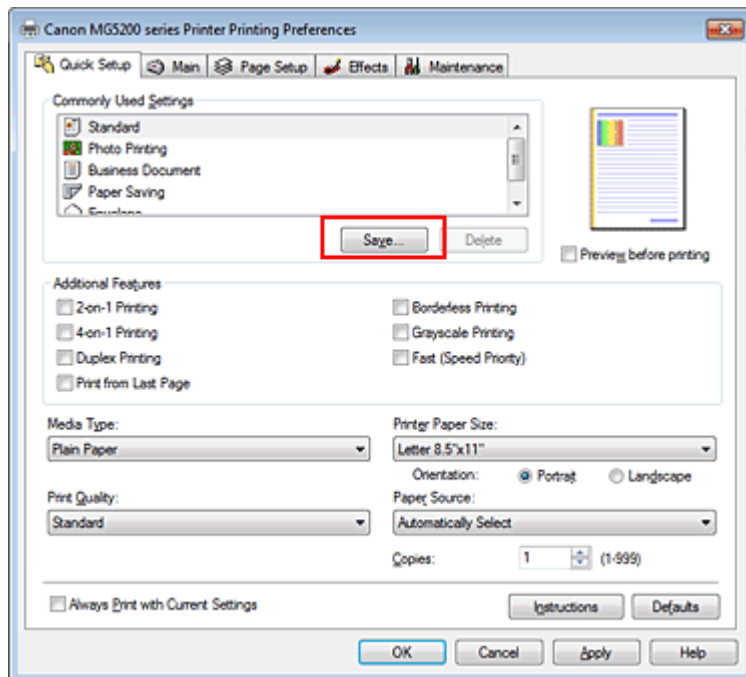 Canon MG5200 series Printer Printing Preferences
Quick Setup Main Page Setup Effects Maintenance
Commonly Used Settings
Standard
Photo Printing
Business Document
Paper Saving
Envelope
Save... Delete
Preview before printing
Additional Features
2-on-1 Printing Borderless Printing
4-on-1 Printing Grayscale Printing
Duplex Printing Fast (Speed Priority)
Print from Last Page
Media Type: Printer Paper Size:
Plain Paper Letter 8.5"x11"
Orientation: Portrait Landscape
Print Quality: Paper Source:
Standard Automatically Select
Copies: 1 (1-999)
Always Print with Current Settings Instructions Defaults
OK Cancel Apply Help